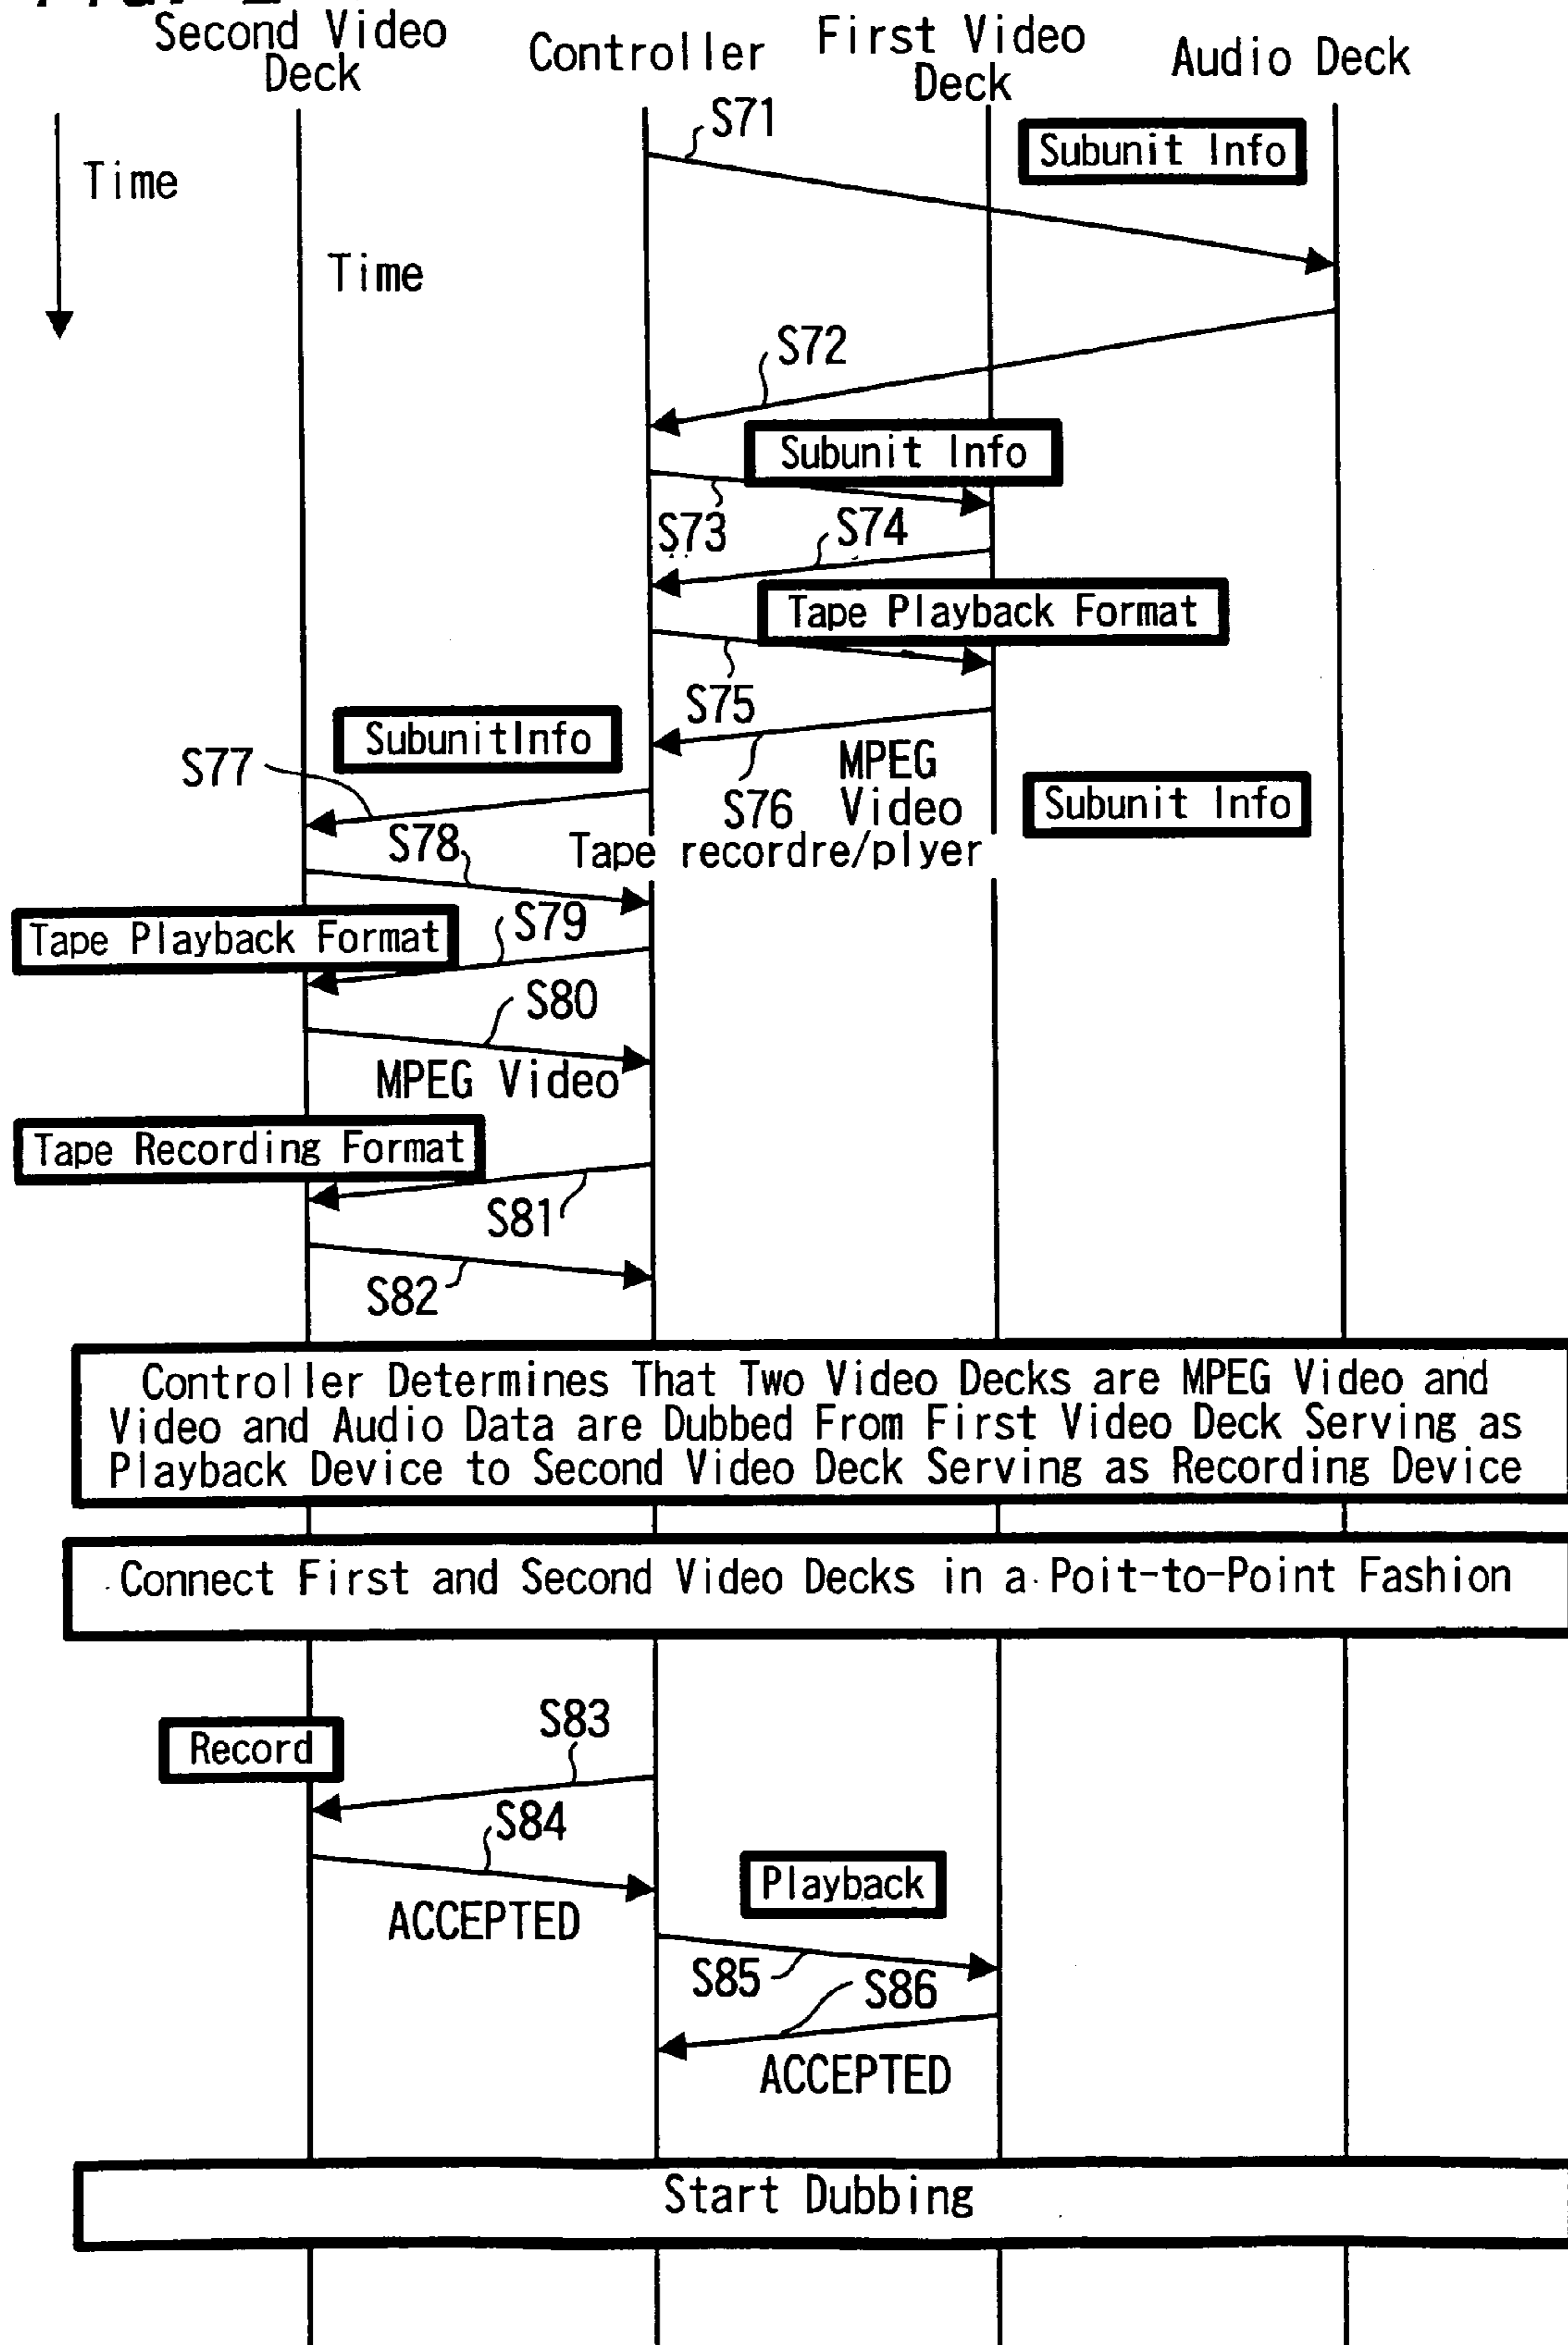 Second Video
Deck
Controller
First Video
Deck
Audio Deck
S71
Subunit Info
Time
Time
S72
Subunit Info
S73
S74
Tape Playback Format
S75
SubunitInfo
S76
MPEG
Video
S77
Subunit Info
S78
Tape recordre/plyer
Tape Playback Format
S79
S80
MPEG Video
Tape Recording Format
S81
S82
Controller Determines That Two Video Decks are MPEG Video and
Video and Audio Data are Dubbed From First Video Deck Serving as
Playback Device to Second Video Deck Serving as Recording Device
Connect First and Second Video Decks in a Poit-to-Point Fashion
S83
Record
S84
ACCEPTED
Playback
S85
S86
ACCEPTED
Start Dubbing